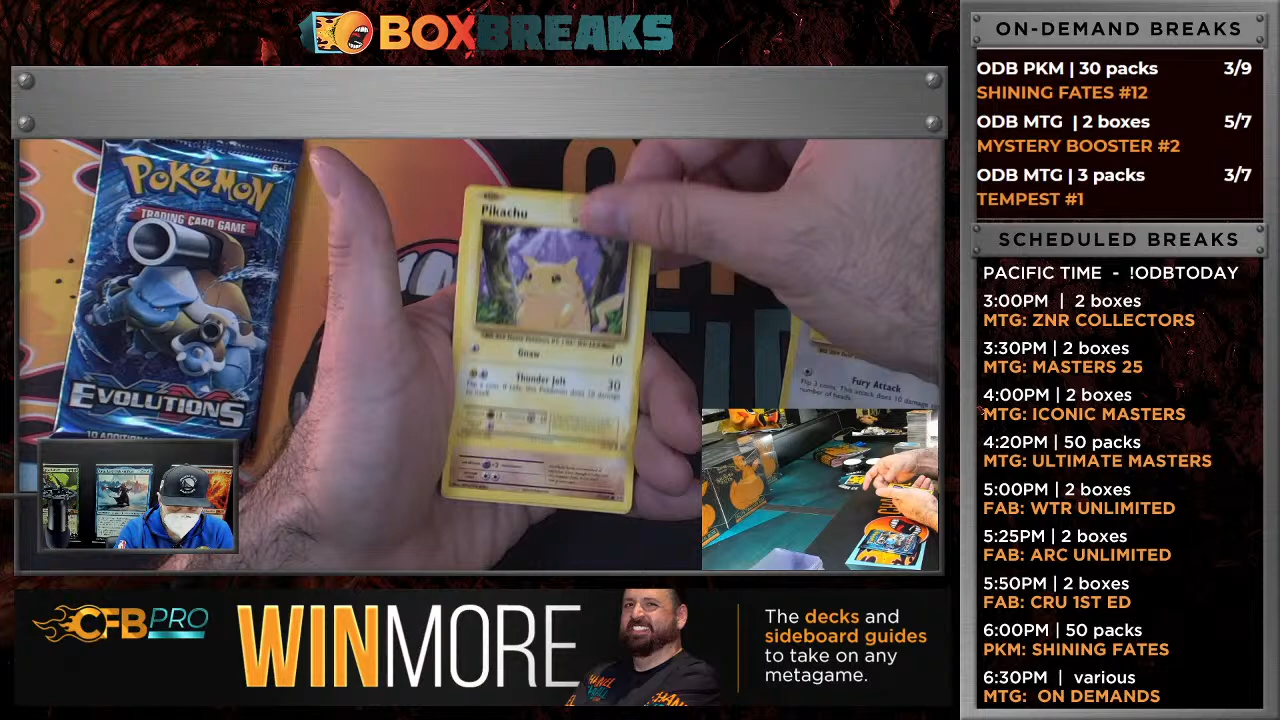 BOXBREAKS
POKéMON
TRADING CARD GAME
EVOLUTIONS
Pikachu
Gnaw 10
Thunder Jolt 30
Fury Attack
CFBPRO
WINMORE
The decks and
sideboard guides
to take on any
metagame.
ON-DEMAND BREAKS
ODB PKM | 30 packs 3/9
SHINING FATES #12
ODB MTG | 2 boxes 5/7
MYSTERY BOOSTER #2
ODB MTG | 3 packs 3/7
TEMPEST #1
SCHEDULED BREAKS
PACIFIC TIME - !ODBTODAY
3:00PM | 2 boxes
MTG: ZNR COLLECTORS
3:30PM | 2 boxes
MTG: MASTERS 25
4:00PM | 2 boxes
MTG: ICONIC MASTERS
4:20PM | 50 packs
MTG: ULTIMATE MASTERS
5:00PM | 2 boxes
FAB: WTR UNLIMITED
5:25PM | 2 boxes
FAB: ARC UNLIMITED
5:50PM | 2 boxes
FAB: CRU 1ST ED
6:00PM | 50 packs
PKM: SHINING FATES
6:30PM | various
MTG: ON DEMANDS